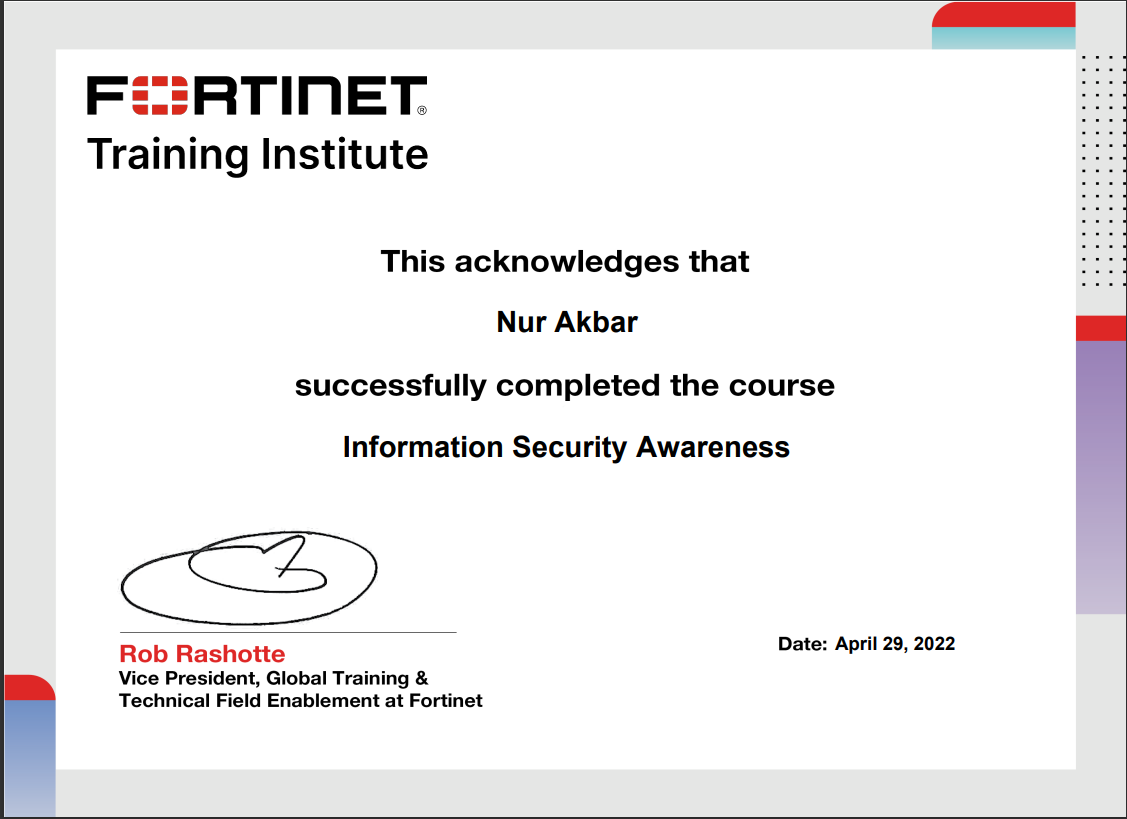 FORTINET®
Training Institute
This acknowledges that
Nur Akbar
successfully completed the course
Information Security Awareness
Rob Rashotte
Vice President, Global Training &
Technical Field Enablement at Fortinet
Date: April 29, 2022